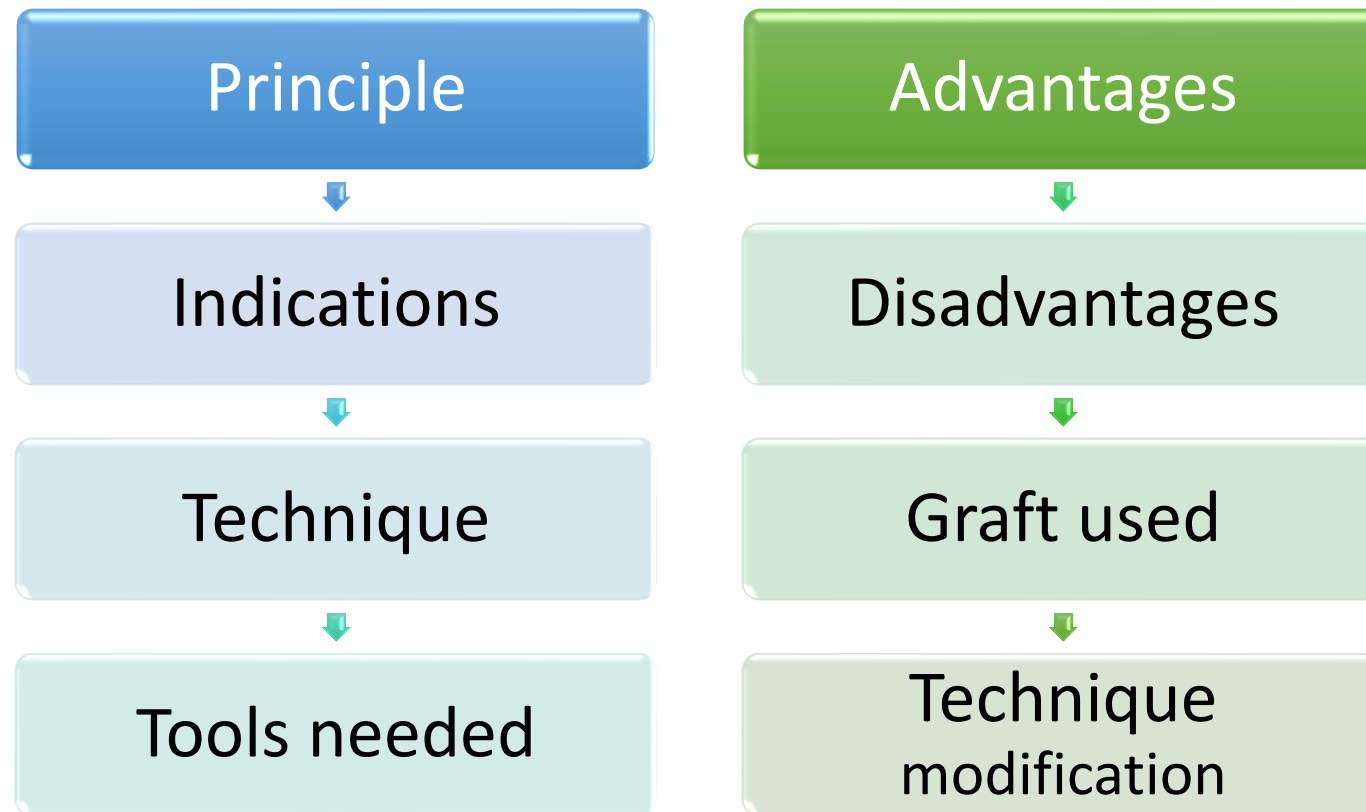 Principle
Indications
Technique
Tools needed
Advantages
Disadvantages
Graft used
Technique
modification